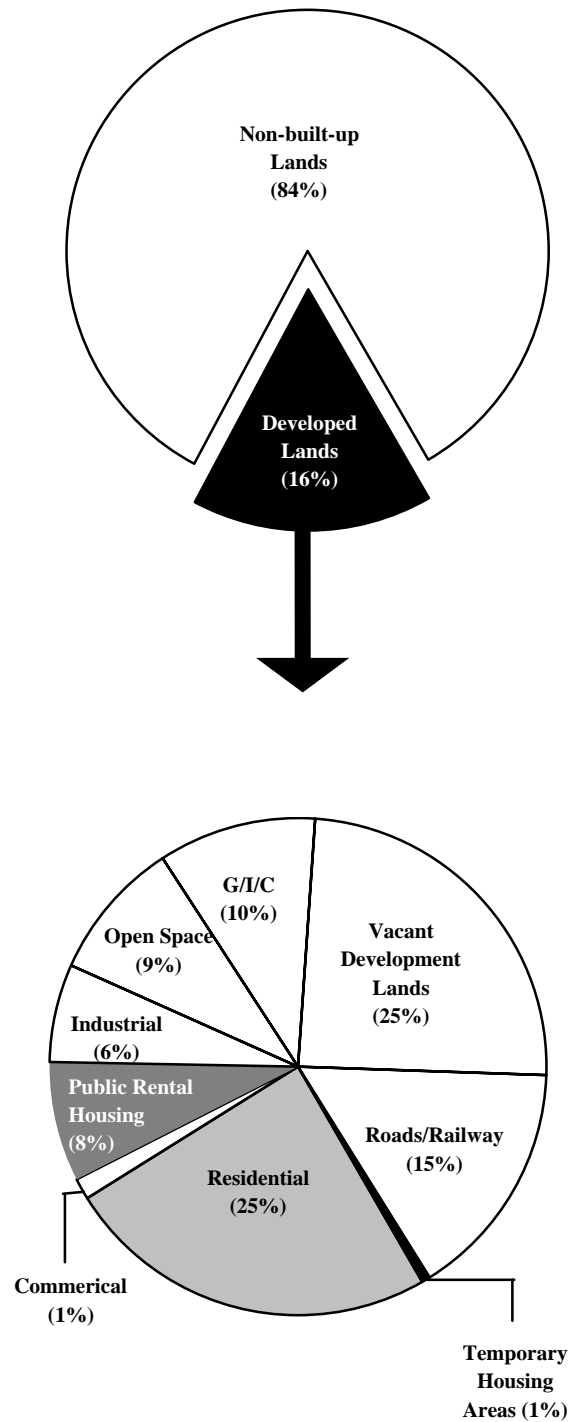 Non-built-up
Lands
(84%)
Developed
Lands
(16%)
G/I/C
(10%)
Vacant
Development
Lands
(25%)
Open Space
(9%)
Industrial
(6%)
Public Rental
Housing
(8%)
Roads/Railway
(15%)
Residential
(25%)
Commerical
(1%)
Temporary
Housing
Areas (1%)